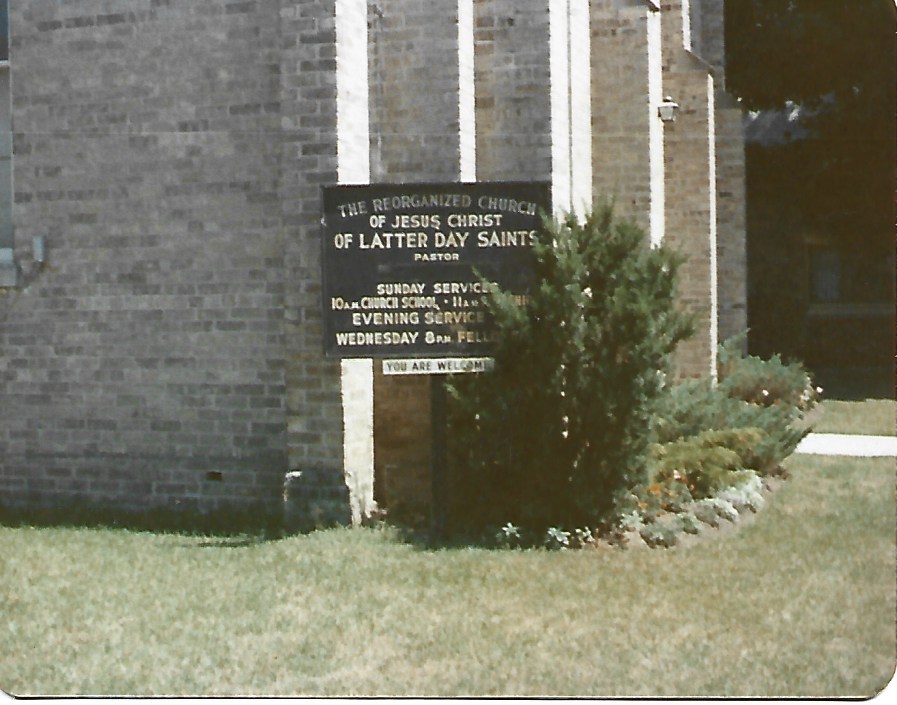 THE REORGANIZED CHURCH
OF JESUS CHRIST
OF LATTER DAY SAINTS
PASTOR
SUNDAY SERVICES
10 A.M. CHURCH SCHOOL • 11 A.M.
EVENING SERVICE
WEDNESDAY 8 P.M.
YOU ARE WELCOME